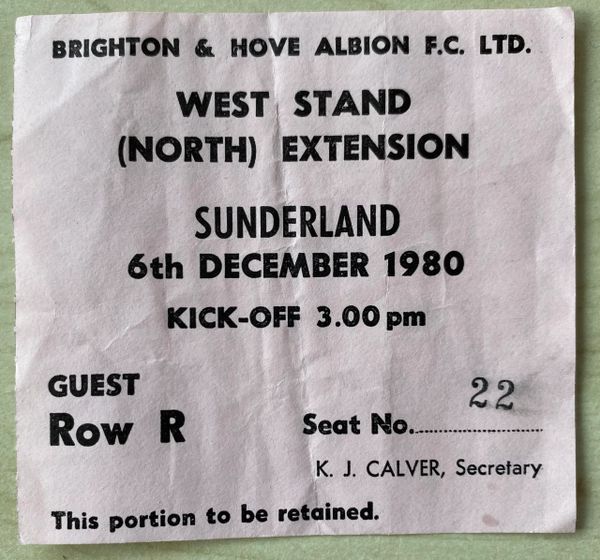 BRIGHTON & HOVE ALBION F.C. LTD.
WEST STAND
(NORTH) EXTENSION
SUNDERLAND
6th DECEMBER 1980
KICK-OFF 3.00 pm
GUEST
Row R
Seat No. 22
K. J. CALVER, Secretary
This portion to be retained.